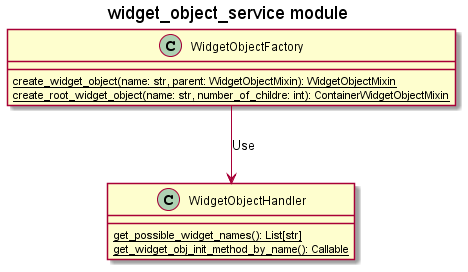 widget_object_service module
C WidgetObjectFactory
create_widget_object(name: str, parent: WidgetObjectMixin): WidgetObjectMixin
create_root_widget_object(name: str, number_of_childre: int): ContainerWidgetObjectMixin
Use
C WidgetObjectHandler
get_possible_widget_names(): List[str]
get_widget_obj_init_method_by_name(): Callable